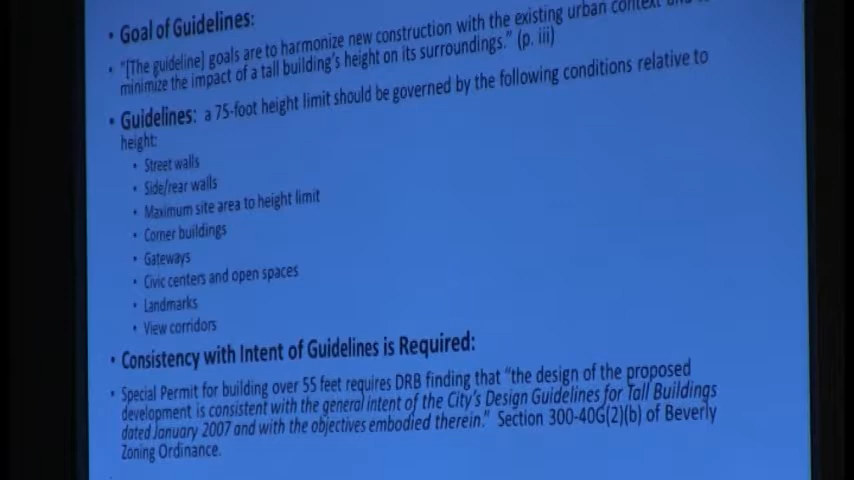 • Goal of Guidelines:
• "[The guideline] goals are to harmonize new construction with the existing urban context and to
minimize the impact of a tall building's height on its surroundings." (p. iii)
• Guidelines: a 75-foot height limit should be governed by the following conditions relative to
height:
• Street walls
• Side/rear walls
• Maximum site area to height limit
• Corner buildings
• Gateways
• Civic centers and open spaces
• Landmarks
• View corridors
• Consistency with Intent of Guidelines is Required:
• Special Permit for building over 55 feet requires DRB finding that "the design of the proposed
development is consistent with the general intent of the City's Design Guidelines for Tall Buildings
dated January 2007 and with the objectives embodied therein." Section 300-40G(2)(b) of Beverly
Zoning Ordinance.